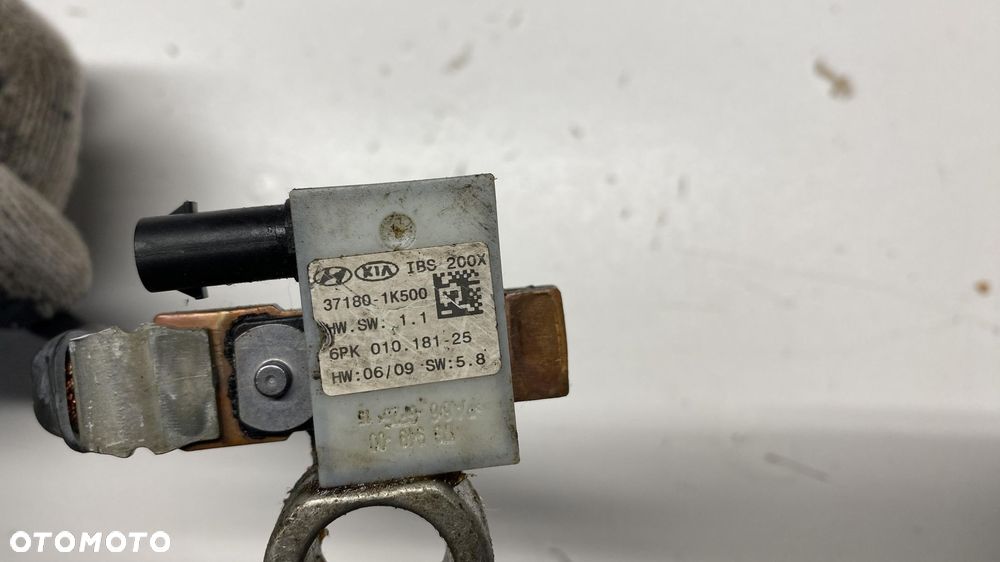 KIA IBS 200X
37180-1K500
HW.SW: 1.1
6PK 010.181-25
HW:06/09 SW:5.8
OTOMOTO